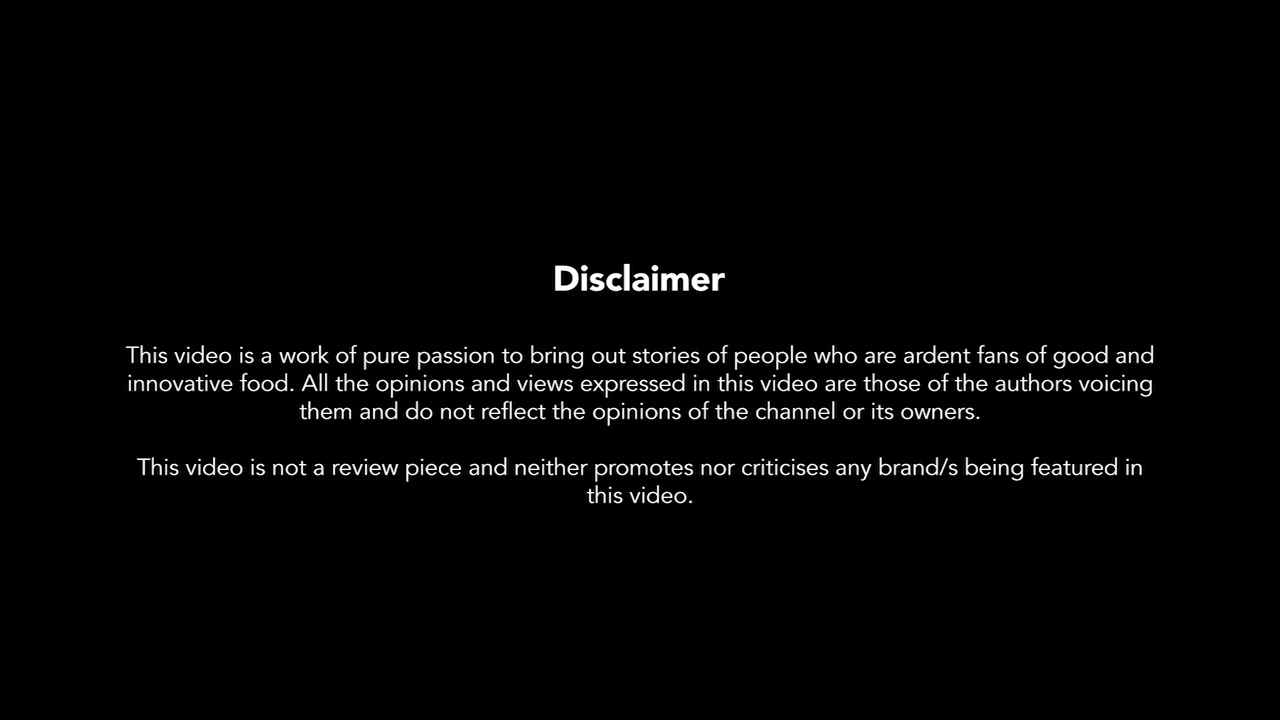 Disclaimer
This video is a work of pure passion to bring out stories of people who are ardent fans of good and
innovative food. All the opinions and views expressed in this video are those of the authors voicing
them and do not reflect the opinions of the channel or its owners.
This video is not a review piece and neither promotes nor criticises any brand/s being featured in
this video.